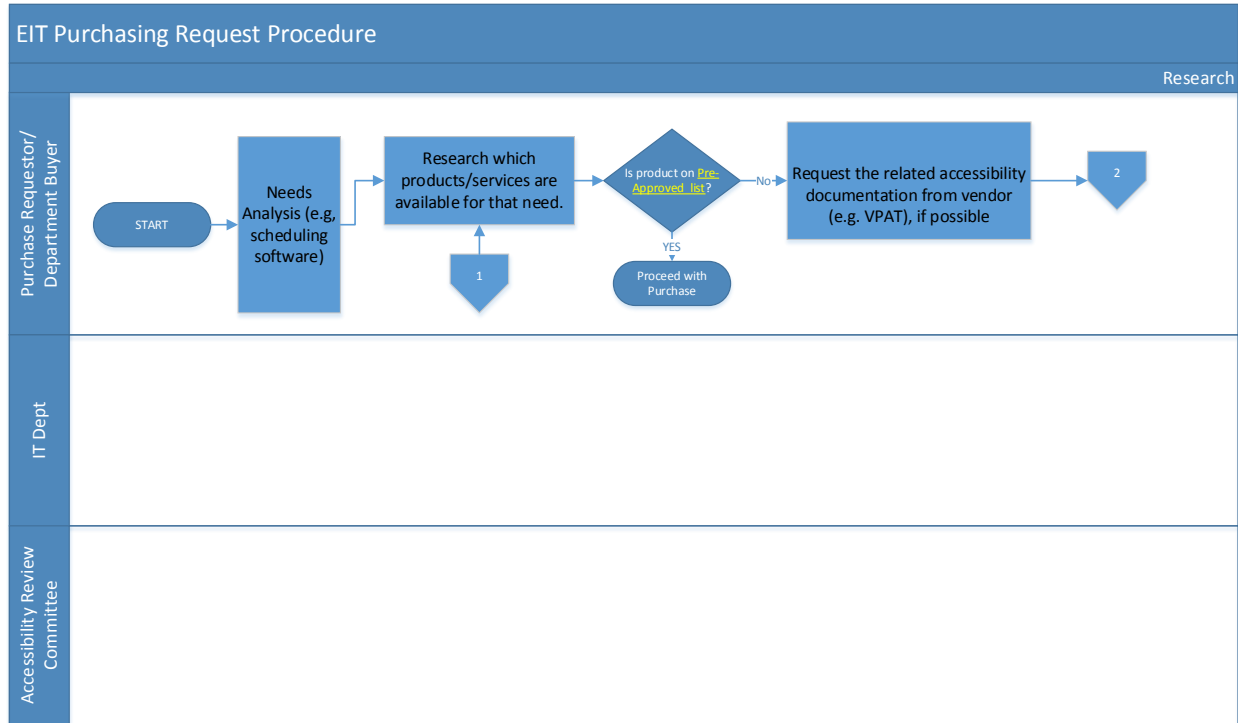 EIT Purchasing Request Procedure
Research
Purchase Requestor/
Department Buyer
START
Needs
Analysis (e.g,
scheduling
software)
Research which
products/services are
available for that need.
1
Is product on Pre-
Approved list?
YES
Proceed with
Purchase
No
Request the related accessibility
documentation from vendor
(e.g. VPAT), if possible
2
IT Dept
Accessibility Review
Committee